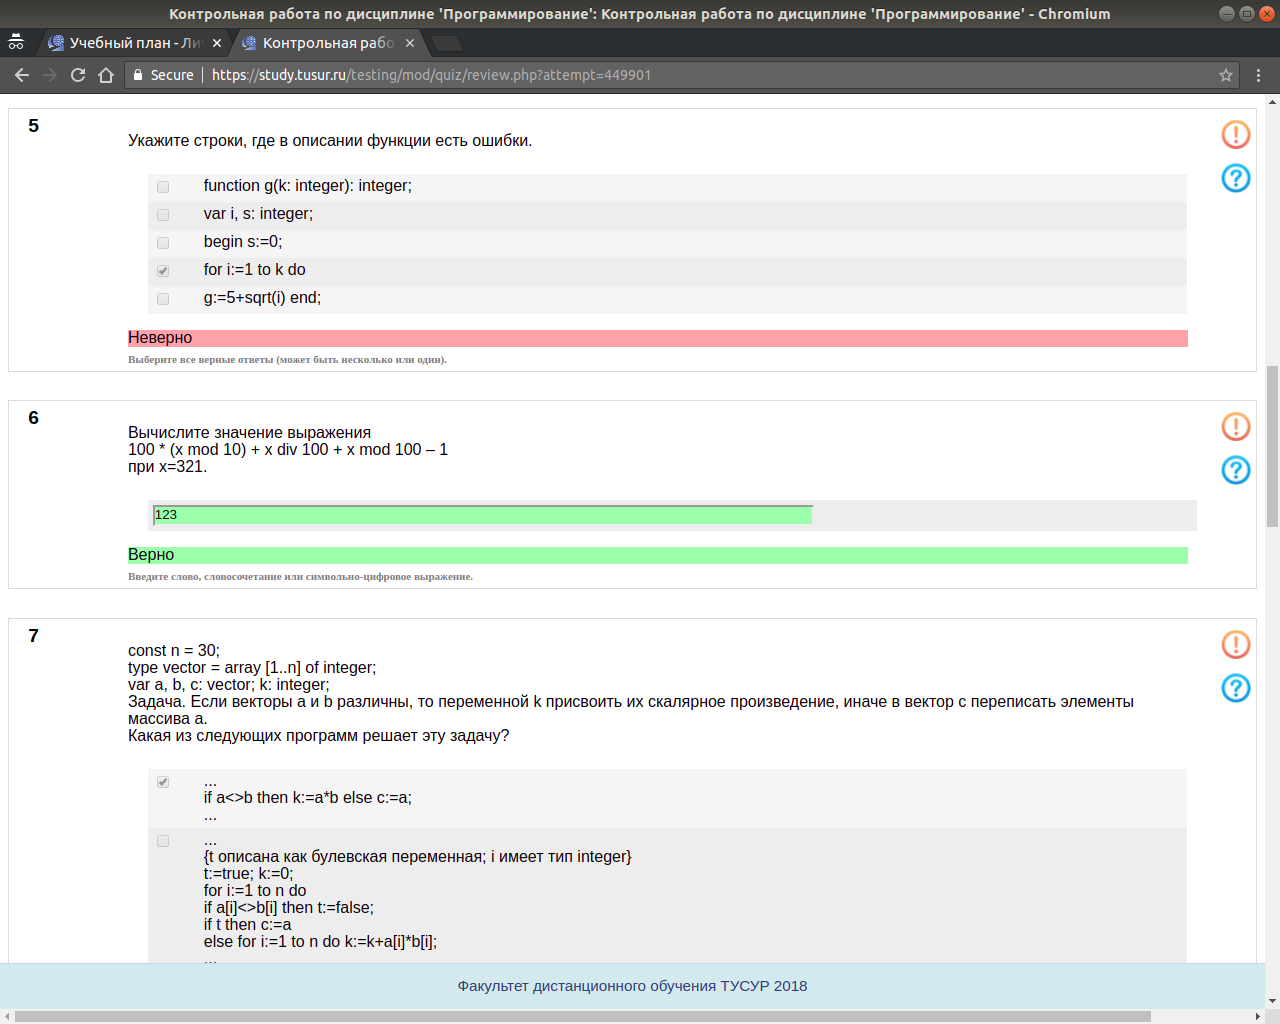 Контрольная работа по дисциплине 'Программирование': Контрольная работа по дисциплине 'Программирование' - Chromium
Учебный план - Ли
Контрольная рабо
Secure
https://study.tusur.ru/testing/mod/quiz/review.php?attempt=449901
5
Укажите строки, где в описании функции есть ошибки.
function g(k: integer): integer;
var i, s: integer;
begin s:=0;
for i:=1 to k do
g:=5+sqrt(i) end;
Неверно
Выберите все верные ответы (может быть несколько или один).
6
Вычислите значение выражения
100 * (x mod 10) + x div 100 + x mod 100 – 1
при x=321.
123
Верно
Введите слово, словосочетание или символьно-цифровое выражение.
7
const n = 30;
type vector = array [1..n] of integer;
var a, b, c: vector; k: integer;
Задача. Если векторы a и b различны, то переменной k присвоить их скалярное произведение, иначе в вектор c переписать элементы
массива a.
Какая из следующих программ решает эту задачу?
...
if a<>b then k:=a*b else c:=a;
...
...
{t описана как булевская переменная; i имеет тип integer}
t:=true; k:=0;
for i:=1 to n do
if a[i]<>b[i] then t:=false;
if t then c:=a
else for i:=1 to n do k:=k+a[i]*b[i];
...
Факультет дистанционного обучения ТУСУР 2018